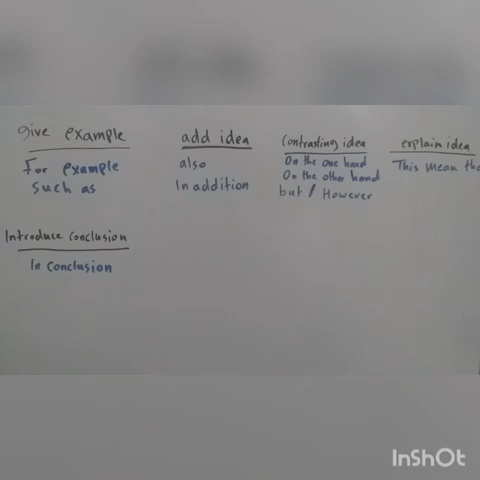 give example
For example
such as
add idea
also
In addition
Contrasting idea
On the one hand
On the other hand
but / However
explain idea
This mean tha
Introduce conclusion
In conclusion
InShOt